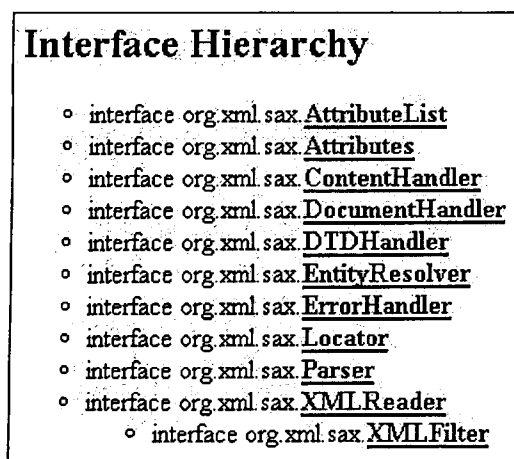 Interface Hierarchy
interface org.xml.sax.AttributeList
interface org.xml.sax.Attributes
interface org.xml.sax.ContentHandler
interface org.xml.sax.DocumentHandler
interface org.xml.sax.DTDHandler
interface org.xml.sax.EntityResolver
interface org.xml.sax.ErrorHandler
interface org.xml.sax.Locator
interface org.xml.sax.Parser
interface org.xml.sax.XMLReader
interface org.xml.sax.XMLFilter